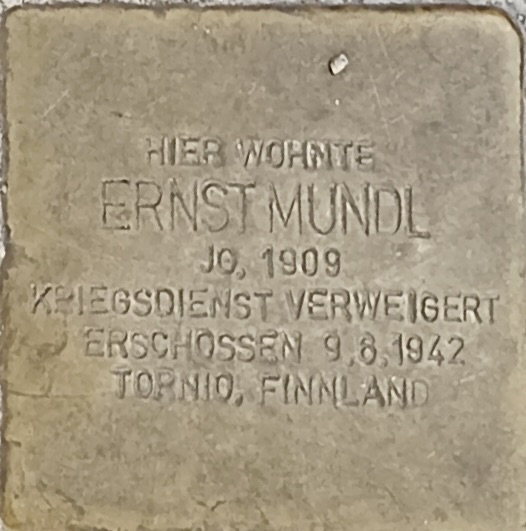 HIER WOHNTE
ERNST MUNDL
JG. 1909
KRIEGSDIENST VERWEIGERT
ERSCHOSSEN 9.8.1942
TORNIO, FINNLAND